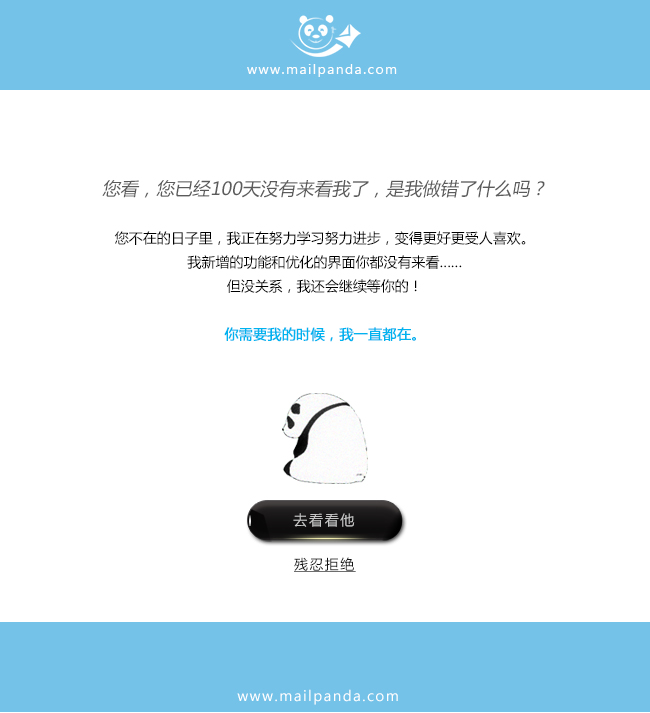 www.mailpanda.com
您看，您已经100天没有来看我了，是我做错了什么吗？
您不在的日子里，我正在努力学习努力进步，变得更好更受人喜欢。
我新增的功能和优化的界面你都没有来看......
但没关系，我还会继续等你的！
你需要我的时候，我一直都在。
去看看他
残忍拒绝
www.mailpanda.com